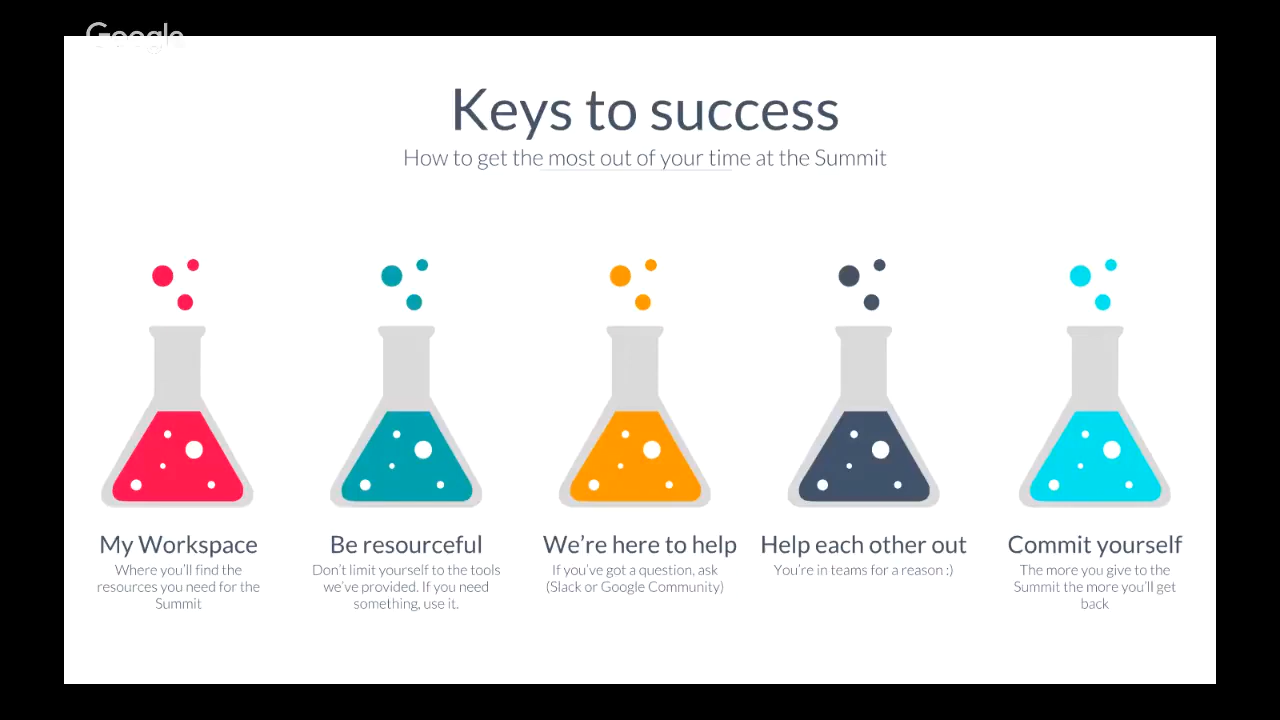 Google
Keys to success
How to get the most out of your time at the Summit
My Workspace
Where you'll find the
resources you need for the
Summit
Be resourceful
Don't limit yourself to the tools
we've provided. If you need
something, use it.
We're here to help
If you've got a question, ask
(Slack or Google Community)
Help each other out
You're in teams for a reason :)
Commit yourself
The more you give to the
Summit the more you'll get
back